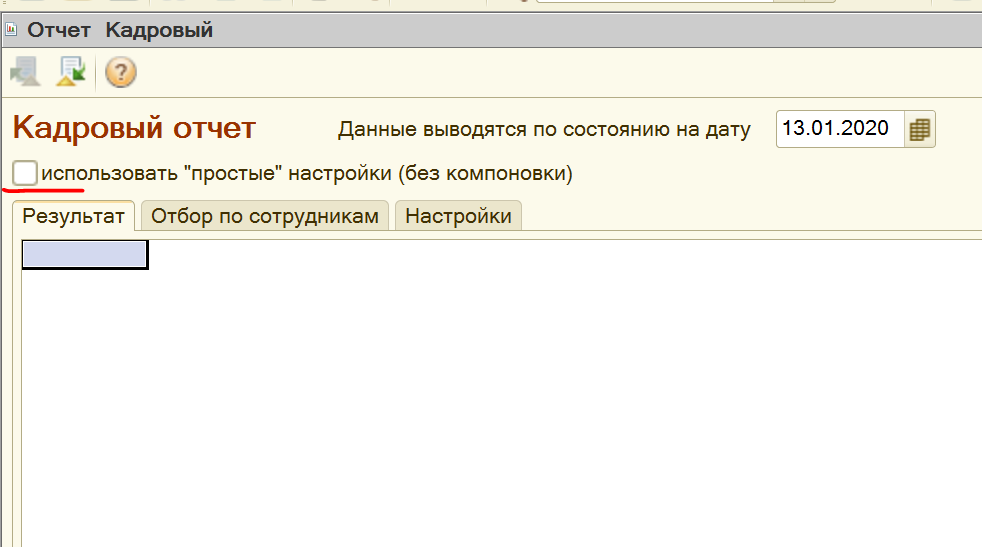 Отчет Кадровый
?
Кадровый отчет Данные выводятся по состоянию на дату 13.01.2020
использовать "простые" настройки (без компоновки)
Результат Отбор по сотрудникам Настройки